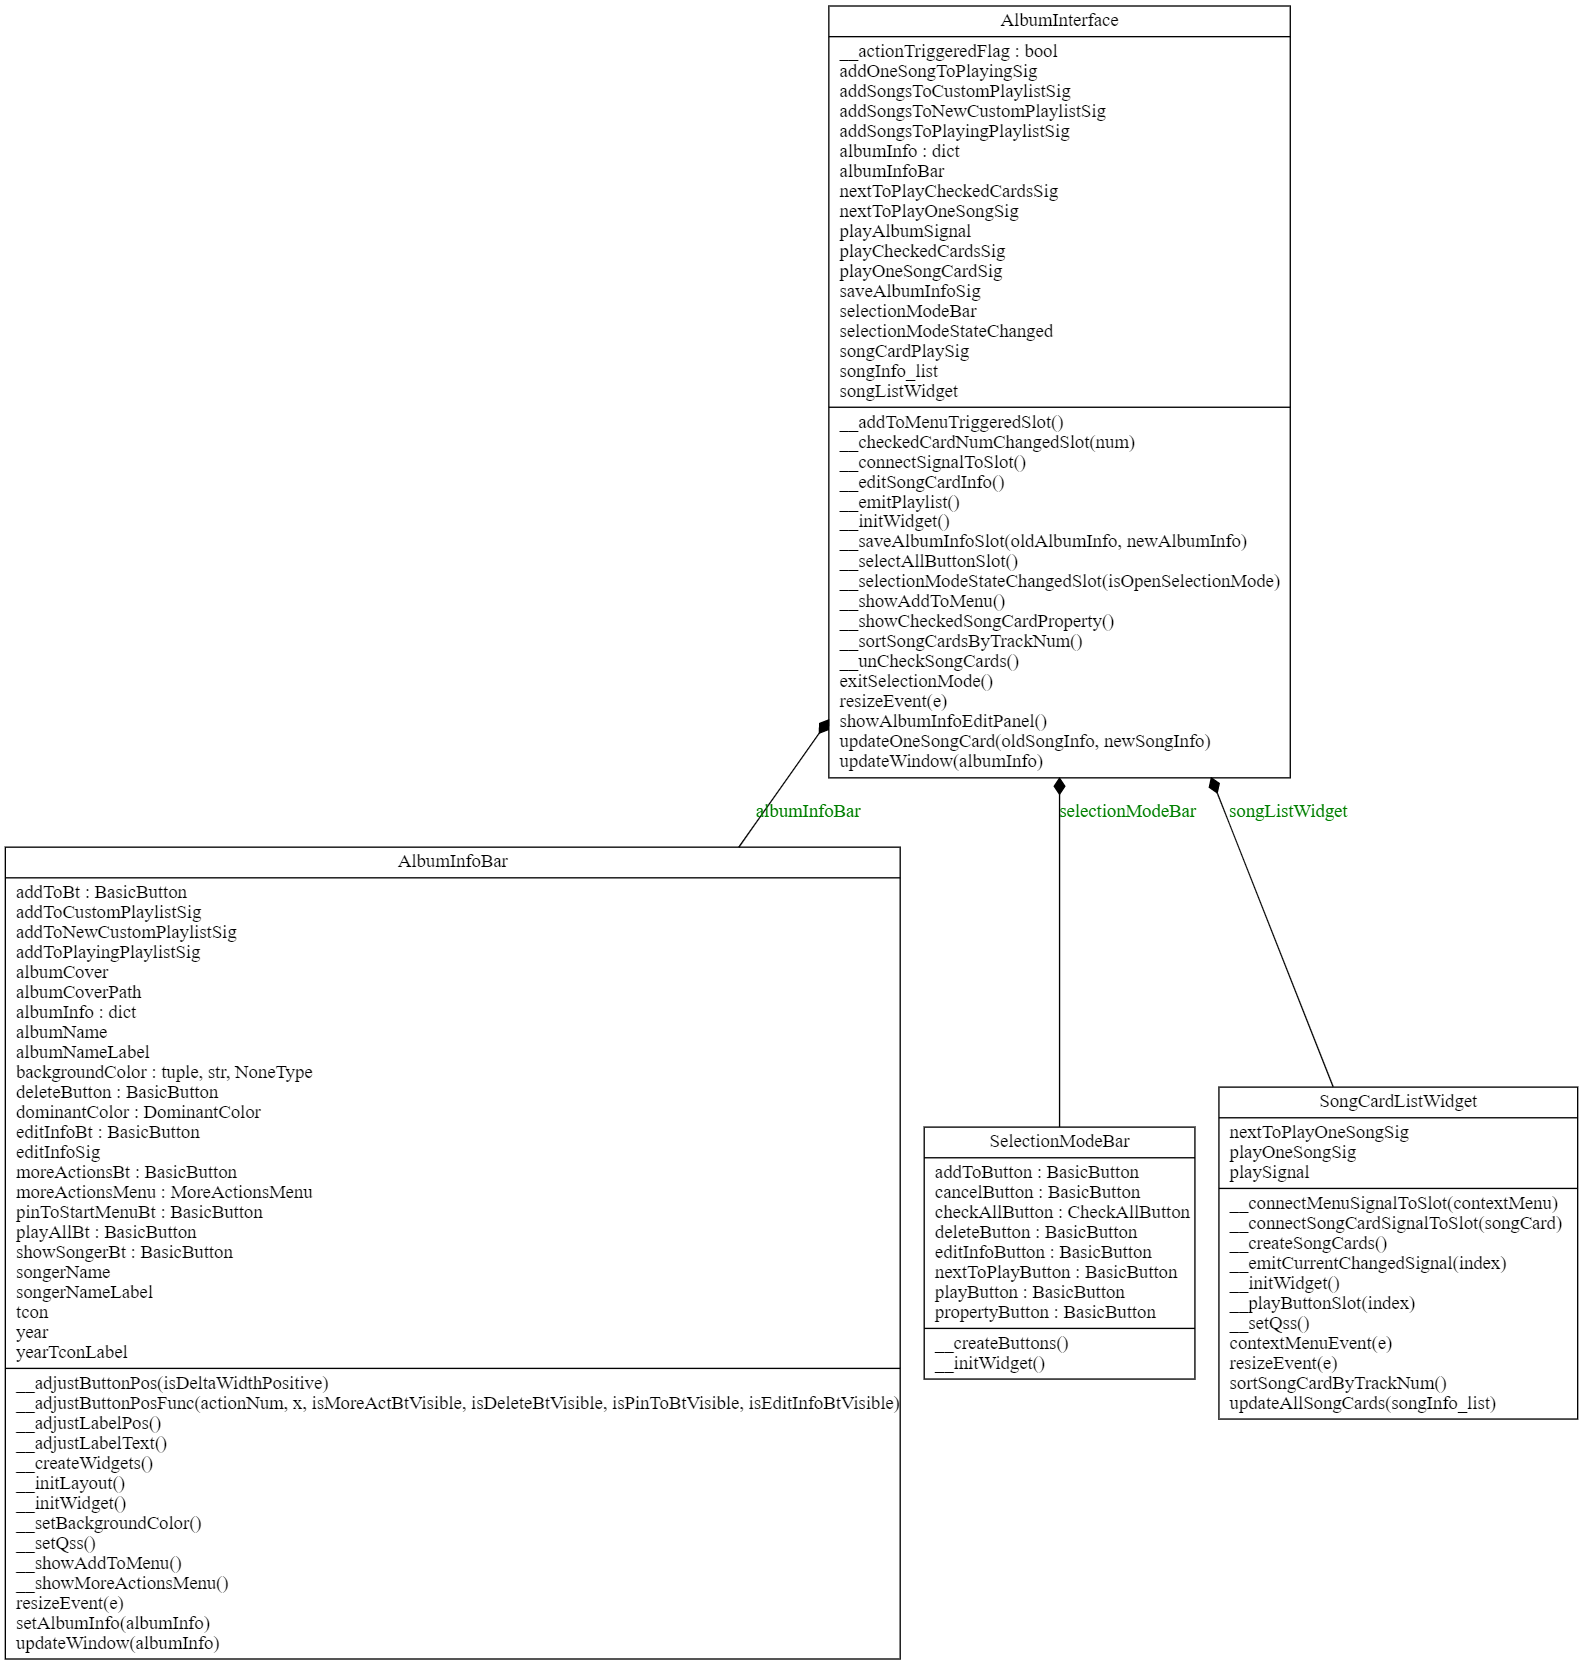 AlbumInterface
__actionTriggeredFlag : bool
addOneSongToPlayingSig
addSongsToCustomPlaylistSig
addSongsToNewCustomPlaylistSig
addSongsToPlayingPlaylistSig
albumInfo : dict
albumInfoBar
nextToPlayCheckedCardsSig
nextToPlayOneSongSig
playAlbumSignal
playCheckedCardsSig
playOneSongCardSig
saveAlbumInfoSig
selectionModeBar
selectionModeStateChanged
songCardPlaySig
songInfo_list
songListWidget
__addToMenuTriggeredSlot()
__checkedCardNumChangedSlot(num)
__connectSignalToSlot()
__editSongCardInfo()
__emitPlaylist()
__initWidget()
__saveAlbumInfoSlot(oldAlbumInfo, newAlbumInfo)
__selectAllButtonSlot()
__selectionModeStateChangedSlot(isOpenSelectionMode)
__showAddToMenu()
__showCheckedSongCardProperty()
__sortSongCardsByTrackNum()
__unCheckSongCards()
exitSelectionMode()
resizeEvent(e)
showAlbumInfoEditPanel()
updateOneSongCard(oldSongInfo, newSongInfo)
updateWindow(albumInfo)
albumInfoBar
selectionModeBar
songListWidget
AlbumInfoBar
addToBt : BasicButton
addToCustomPlaylistSig
addToNewCustomPlaylistSig
addToPlayingPlaylistSig
albumCover
albumCoverPath
albumInfo : dict
albumName
albumNameLabel
backgroundColor : tuple, str, NoneType
deleteButton : BasicButton
dominantColor : DominantColor
editInfoBt : BasicButton
editInfoSig
moreActionsBt : BasicButton
moreActionsMenu : MoreActionsMenu
pinToStartMenuBt : BasicButton
playAllBt : BasicButton
showSongerBt : BasicButton
songerName
songerNameLabel
tcon
year
yearTconLabel
__adjustButtonPos(isDeltaWidthPositive)
__adjustButtonPosFunc(actionNum, x, isMoreActBtVisible, isDeleteBtVisible, isPinToBtVisible, isEditInfoBtVisible)
__adjustLabelPos()
__adjustLabelText()
__createWidgets()
__initLayout()
__initWidget()
__setBackgroundColor()
__setQss()
__showAddToMenu()
__showMoreActionsMenu()
resizeEvent(e)
setAlbumInfo(albumInfo)
updateWindow(albumInfo)
SelectionModeBar
addToButton : BasicButton
cancelButton : BasicButton
checkAllButton : CheckAllButton
deleteButton : BasicButton
editInfoButton : BasicButton
nextToPlayButton : BasicButton
playButton : BasicButton
propertyButton : BasicButton
__createButtons()
__initWidget()
SongCardListWidget
nextToPlayOneSongSig
playOneSongSig
playSignal
__connectMenuSignalToSlot(contextMenu)
__connectSongCardSignalToSlot(songCard)
__createSongCards()
__emitCurrentChangedSignal(index)
__initWidget()
__playButtonSlot(index)
__setQss()
contextMenuEvent(e)
resizeEvent(e)
sortSongCardByTrackNum()
updateAllSongCards(songInfo_list)